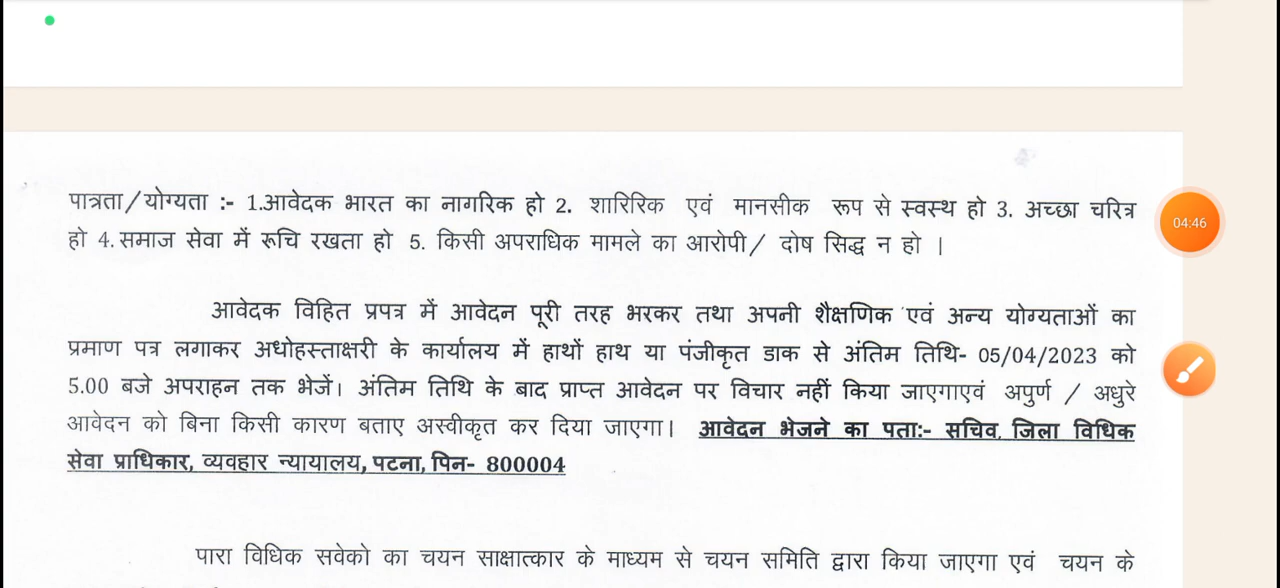 पात्रता/योग्यता :- 1.आवेदक भारत का नागरिक हो 2. शारिरिक एवं मानसीक रूप से स्वस्थ हो 3. अच्छा चरित्र
हो 4. समाज सेवा में रूचि रखता हो 5. किसी अपराधिक मामले का आरोपी/ दोष सिद्ध न हो |
04:46
आवेदक विहित प्रपत्र में आवेदन पूरी तरह भरकर तथा अपनी शैक्षणिक एवं अन्य योग्यताओं का
प्रमाण पत्र लगाकर अधोहस्ताक्षरी के कार्यालय में हाथों हाथ या पंजीकृत डाक से अंतिम तिथि- 05/04/2023 को
5.00 बजे अपराहन तक भेजें। अंतिम तिथि के बाद प्राप्त आवेदन पर विचार नहीं किया जाएगाएवं अपुर्ण / अधुरे
आवेदन को बिना किसी कारण बताए अस्वीकृत कर दिया जाएगा। आवेदन भेजने का पता:- सचिव, जिला विधिक
सेवा प्राधिकार, व्यवहार न्यायालय, पटना, पिन- 800004
पारा विधिक सवेको का चयन साक्षात्कार के माध्यम से चयन समिति द्वारा किया जाएगा एवं चयन के